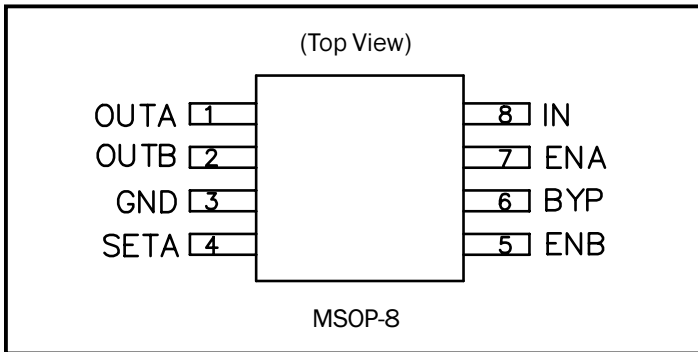 (Top View)
OUTA 1 8 IN
OUTB 2 7 ENA
GND 3 6 BYP
SETA 4 5 ENB
MSOP-8